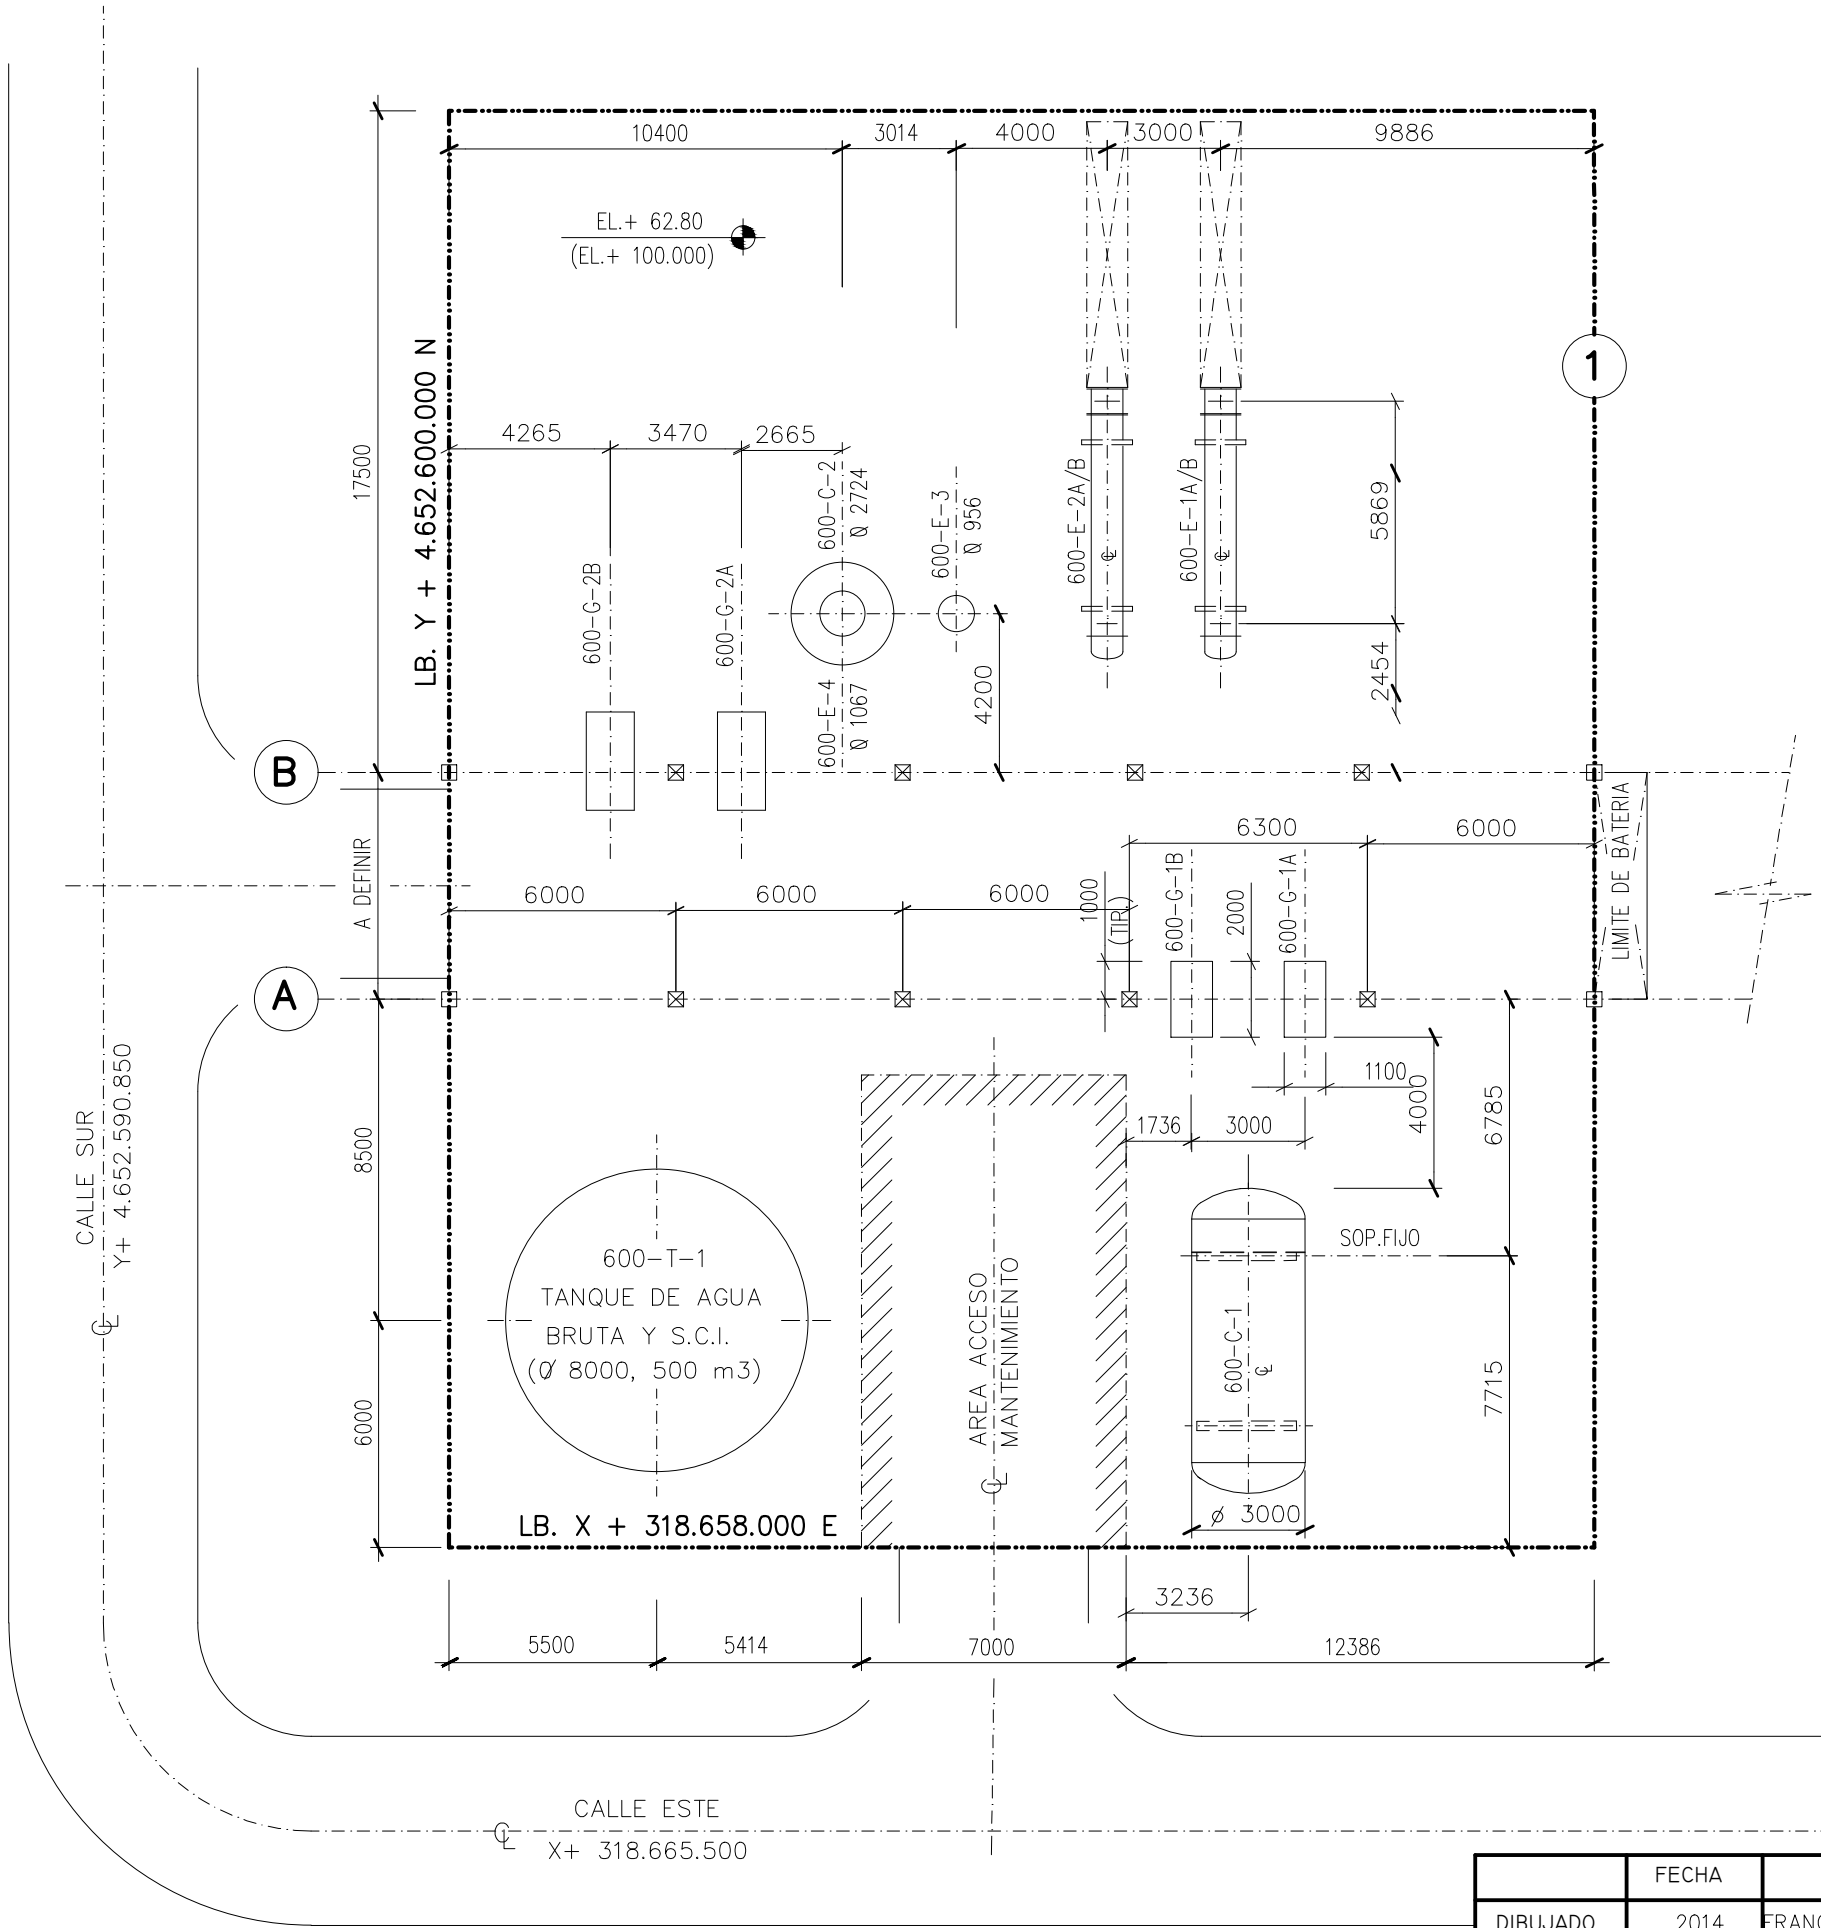 10400
3014
4000
3000
9886
EL.+ 62.80
(EL.+ 100.000)
LB. Y + 4.652.600.000 N
1
17500
4265
3470
2665
600-C-2
Ø 2724
600-E-3
Ø 956
600-E-2A/B
℄
600-E-1A/B
℄
5869
2454
600-G-2B
600-G-2A
600-E-4
Ø 1067
4200
B
A DEFINIR
6300
6000
LIMITE DE BATERIA
6000
6000
6000
1000
(TIR.)
600-G-1B
2000
600-G-1A
A
1100
4000
6785
1736
3000
CALLE SUR
Y+ 4.652.590.850
℄
8500
600-T-1
TANQUE DE AGUA
BRUTA Y S.C.I.
(Ø 8000, 500 m3)
AREA ACCESO
MANTENIMIENTO
℄
SOP.FIJO
600-C-1
℄
7715
6000
LB. X + 318.658.000 E
Ø 3000
3236
5500
5414
7000
12386
CALLE ESTE
℄
X+ 318.665.500
FECHA
DIBUJADO
2014